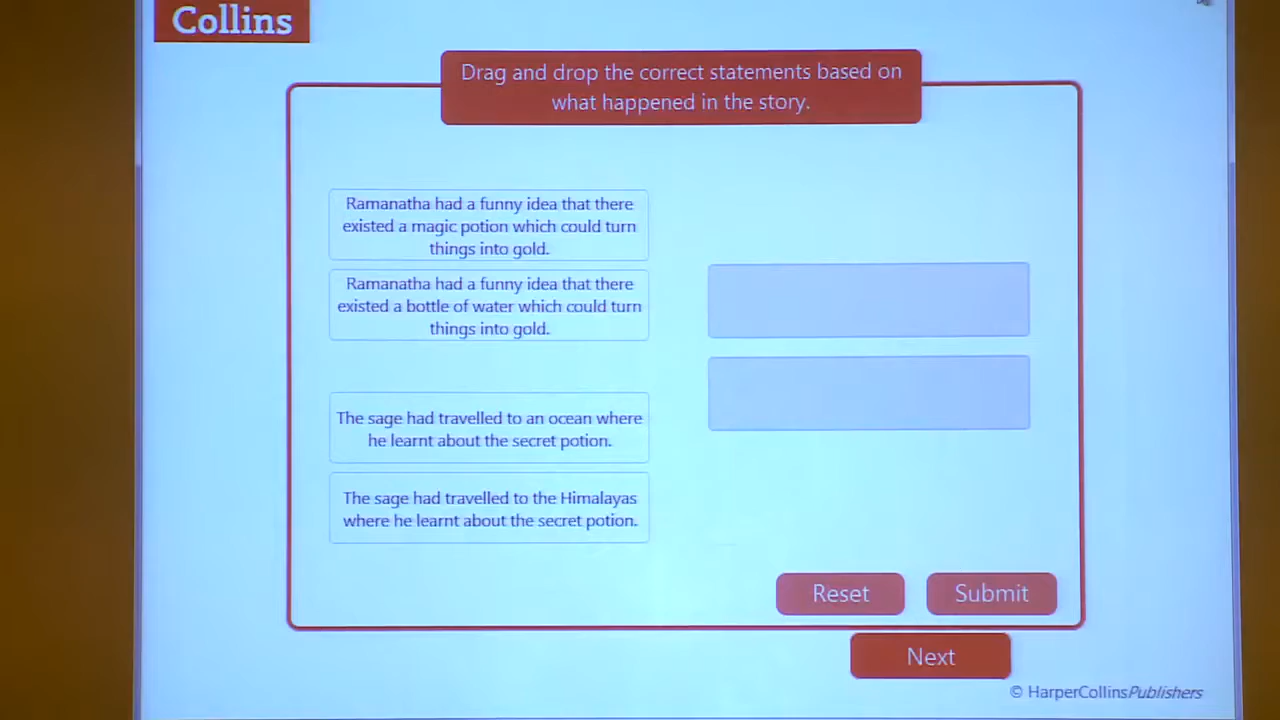 Collins
Drag and drop the correct statements based on
what happened in the story.
Ramanatha had a funny idea that there
existed a magic potion which could turn
things into gold.
Ramanatha had a funny idea that there
existed a bottle of water which could turn
things into gold.
The sage had travelled to an ocean where
he learnt about the secret potion.
The sage had travelled to the Himalayas
where he learnt about the secret potion.
Reset
Submit
Next
© HarperCollinsPublishers